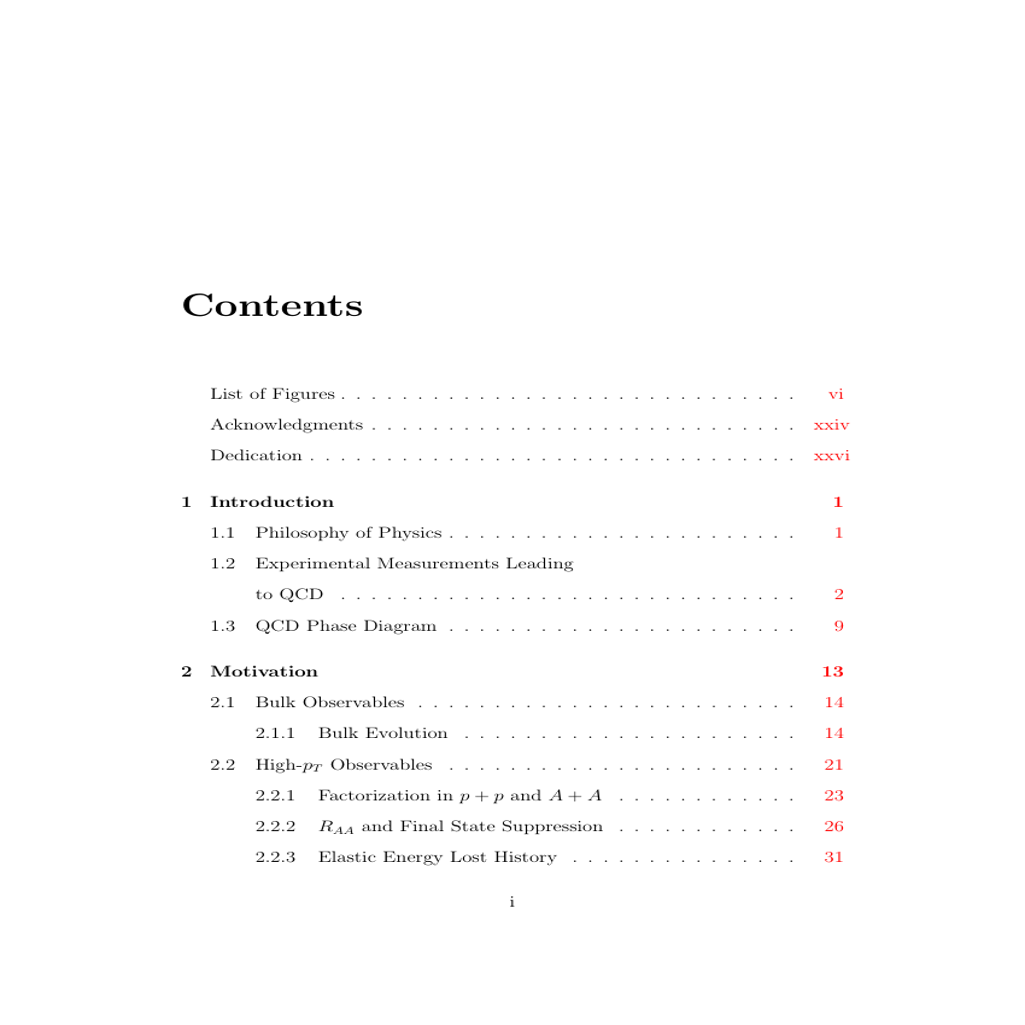 Contents
List of Figures . . . . . . . . . . . . . . . . . . . . . . . . . . . . . . vi
Acknowledgments . . . . . . . . . . . . . . . . . . . . . . . . . . . . xxiv
Dedication . . . . . . . . . . . . . . . . . . . . . . . . . . . . . . . . xxvi
1 Introduction 1
1.1 Philosophy of Physics . . . . . . . . . . . . . . . . . . . . . . . 1
1.2 Experimental Measurements Leading
to QCD . . . . . . . . . . . . . . . . . . . . . . . . . . . . . . 2
1.3 QCD Phase Diagram . . . . . . . . . . . . . . . . . . . . . . . 9
2 Motivation 13
2.1 Bulk Observables . . . . . . . . . . . . . . . . . . . . . . . . . 14
2.1.1 Bulk Evolution . . . . . . . . . . . . . . . . . . . . . . 14
2.2 High-$p_T$ Observables . . . . . . . . . . . . . . . . . . . . . . . 21
2.2.1 Factorization in $p + p$ and $A + A$ . . . . . . . . . . . . 23
2.2.2 $R_{AA}$ and Final State Suppression . . . . . . . . . . . . 26
2.2.3 Elastic Energy Lost History . . . . . . . . . . . . . . . 31
i